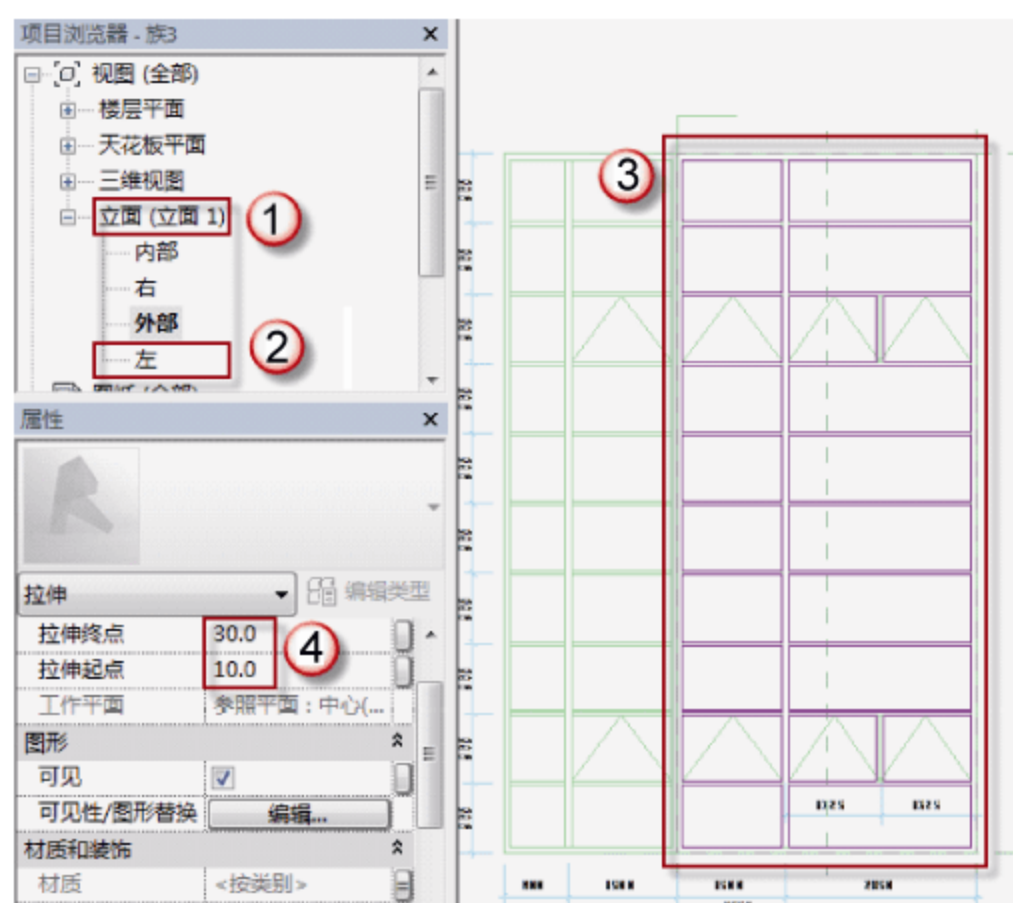 项目浏览器 - 族3
视图 (全部)
楼层平面
天花板平面
三维视图
立面 (立面 1)
1
内部
右
外部
左
2
图纸 (全部)
属性
R
拉伸
编辑类型
拉伸终点 30.0
拉伸起点 10.0
4
工作平面 参照平面：中心(...
图形
可见
可见性/图形替换 编辑...
材质和装饰
材质 <按类别>
3